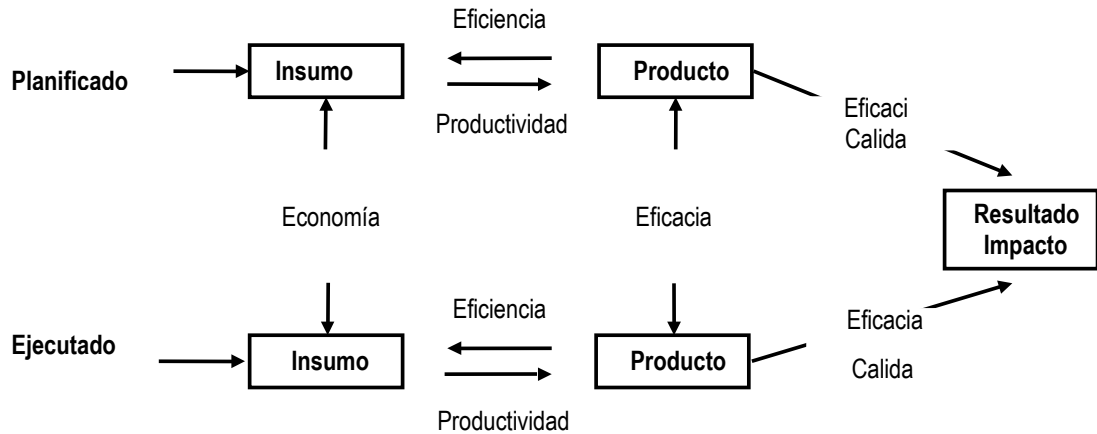 Eficiencia
Planificado
Insumo
Producto
Productividad
Eficaci
Calida
Economía
Eficacia
Resultado
Impacto
Eficiencia
Ejecutado
Insumo
Producto
Productividad
Eficacia
Calida